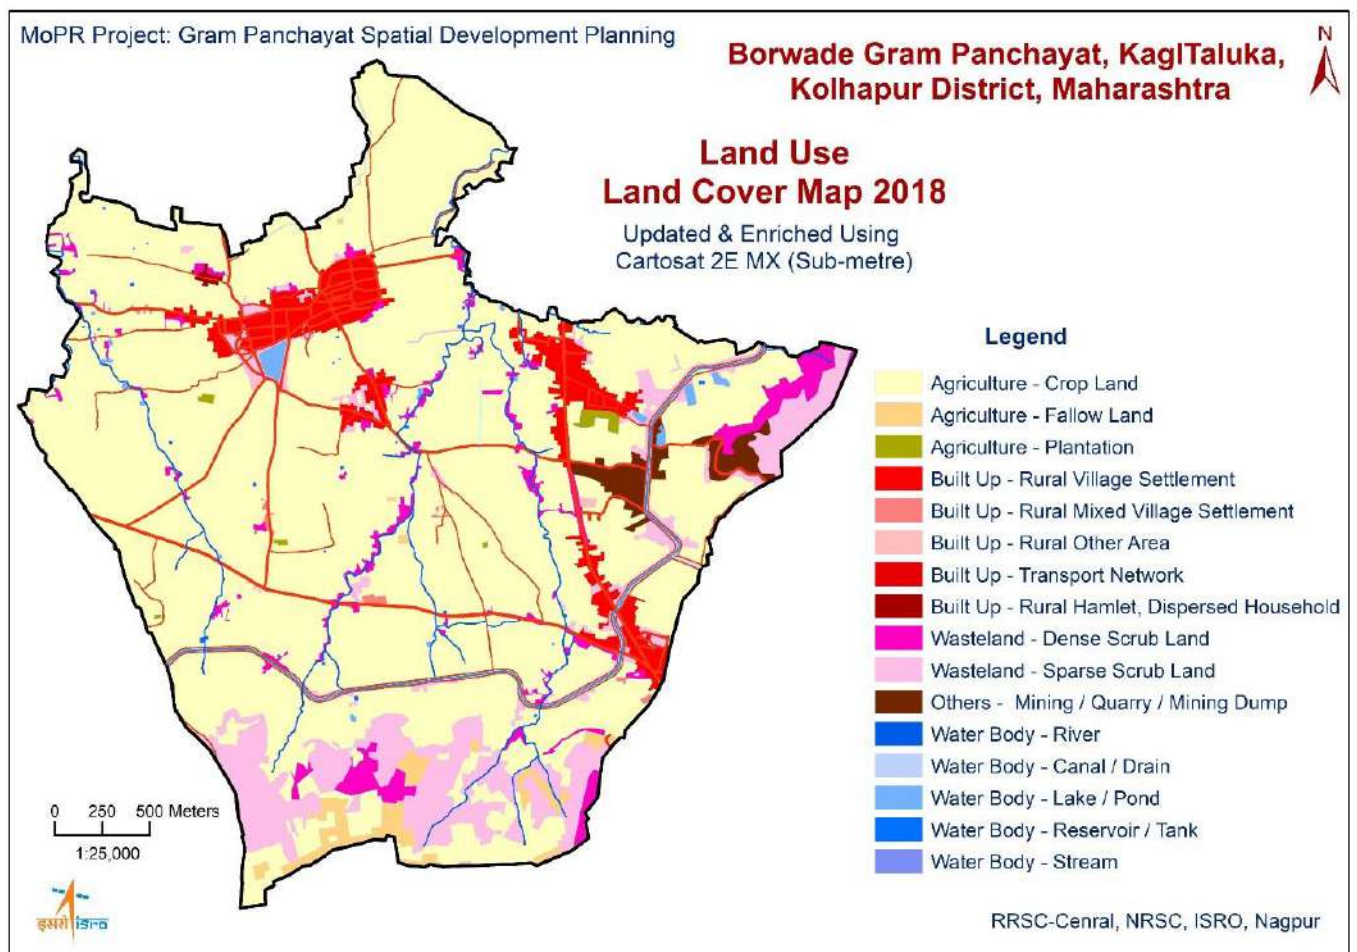 MoPR Project: Gram Panchayat Spatial Development Planning
Borwade Gram Panchayat, KaglTaluka,
Kolhapur District, Maharashtra
N
Land Use
Land Cover Map 2018
Updated & Enriched Using
Cartosat 2E MX (Sub-metre)
Legend
Agriculture - Crop Land
Agriculture - Fallow Land
Agriculture - Plantation
Built Up - Rural Village Settlement
Built Up - Rural Mixed Village Settlement
Built Up - Rural Other Area
Built Up - Transport Network
Built Up - Rural Hamlet, Dispersed Household
Wasteland - Dense Scrub Land
Wasteland - Sparse Scrub Land
Others - Mining / Quarry / Mining Dump
Water Body - River
Water Body - Canal / Drain
Water Body - Lake / Pond
Water Body - Reservoir / Tank
Water Body - Stream
0 250 500 Meters
1:25,000
इसरो isro
RRSC-Cenral, NRSC, ISRO, Nagpur